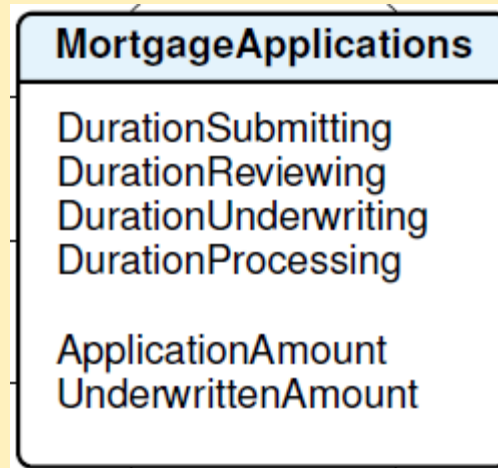 MortgageApplications
DurationSubmitting
DurationReviewing
DurationUnderwriting
DurationProcessing
ApplicationAmount
UnderwrittenAmount